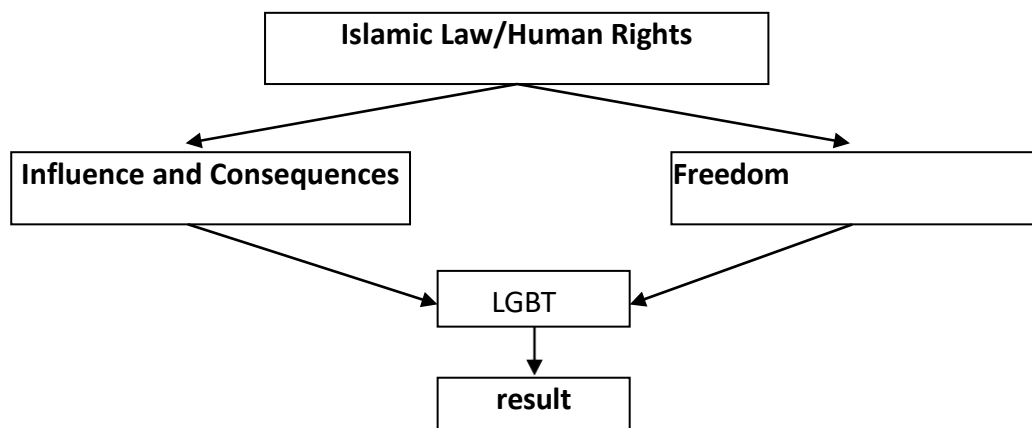 Islamic Law/Human Rights
Influence and Consequences
Freedom
LGBT
result